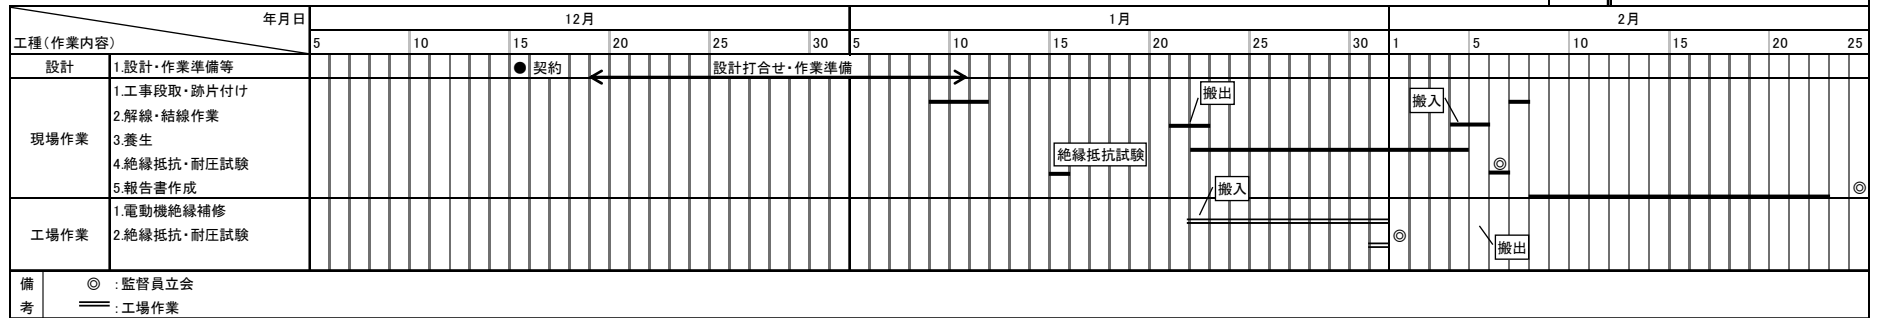 年月日
工種(作業内容)
12月 1月 2月
5 10 15 20 25 30 5 10 15 20 25 30 1 5 10 15 20 25
設計 1.設計・作業準備等 ● 契約 設計打合せ・作業準備
現場作業
1.工事段取・跡片付け
搬出 搬入
2.解線・結線作業
3.養生
絶縁抵抗試験
4.絶縁抵抗・耐圧試験 ◎
5.報告書作成 ◎
搬入
工場作業
1.電動機絶縁補修
2.絶縁抵抗・耐圧試験 ◎
搬出
備考
◎ :監督員立会
:工場作業